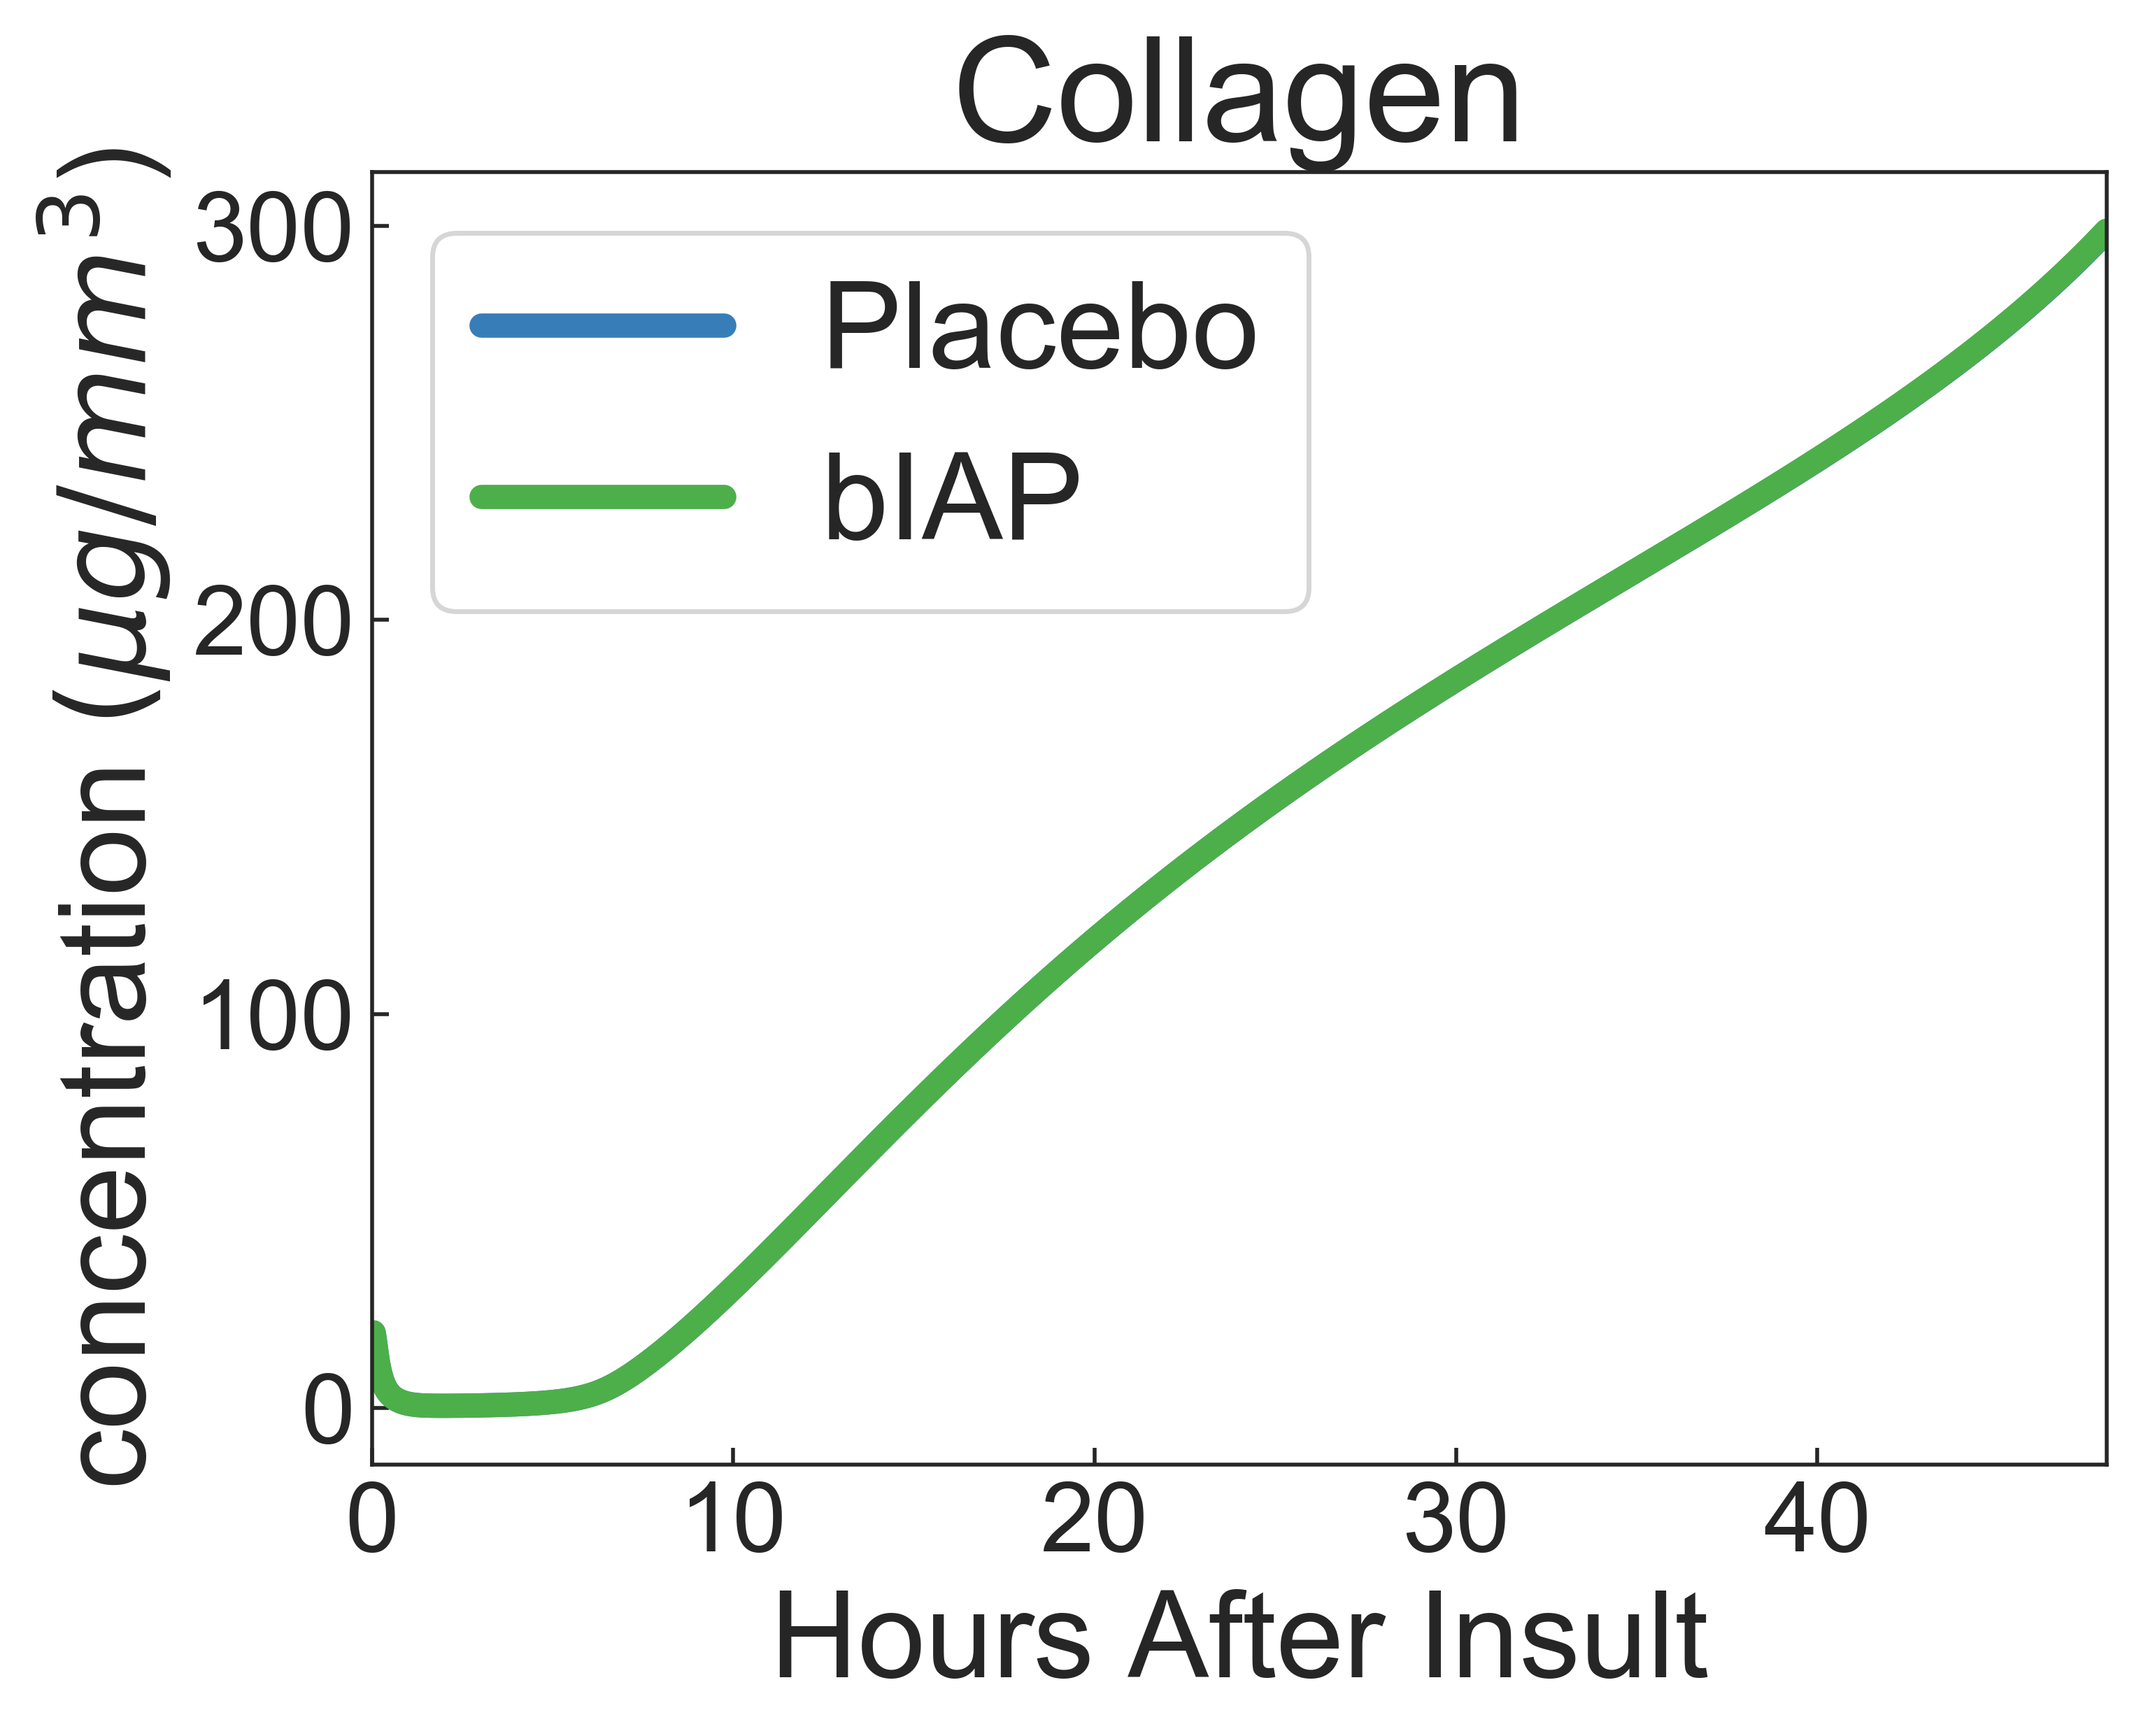 Collagen
concentration (μg/mm³)
300
200
100
0
Placebo
bIAP
0 10 20 30 40
Hours After Insult